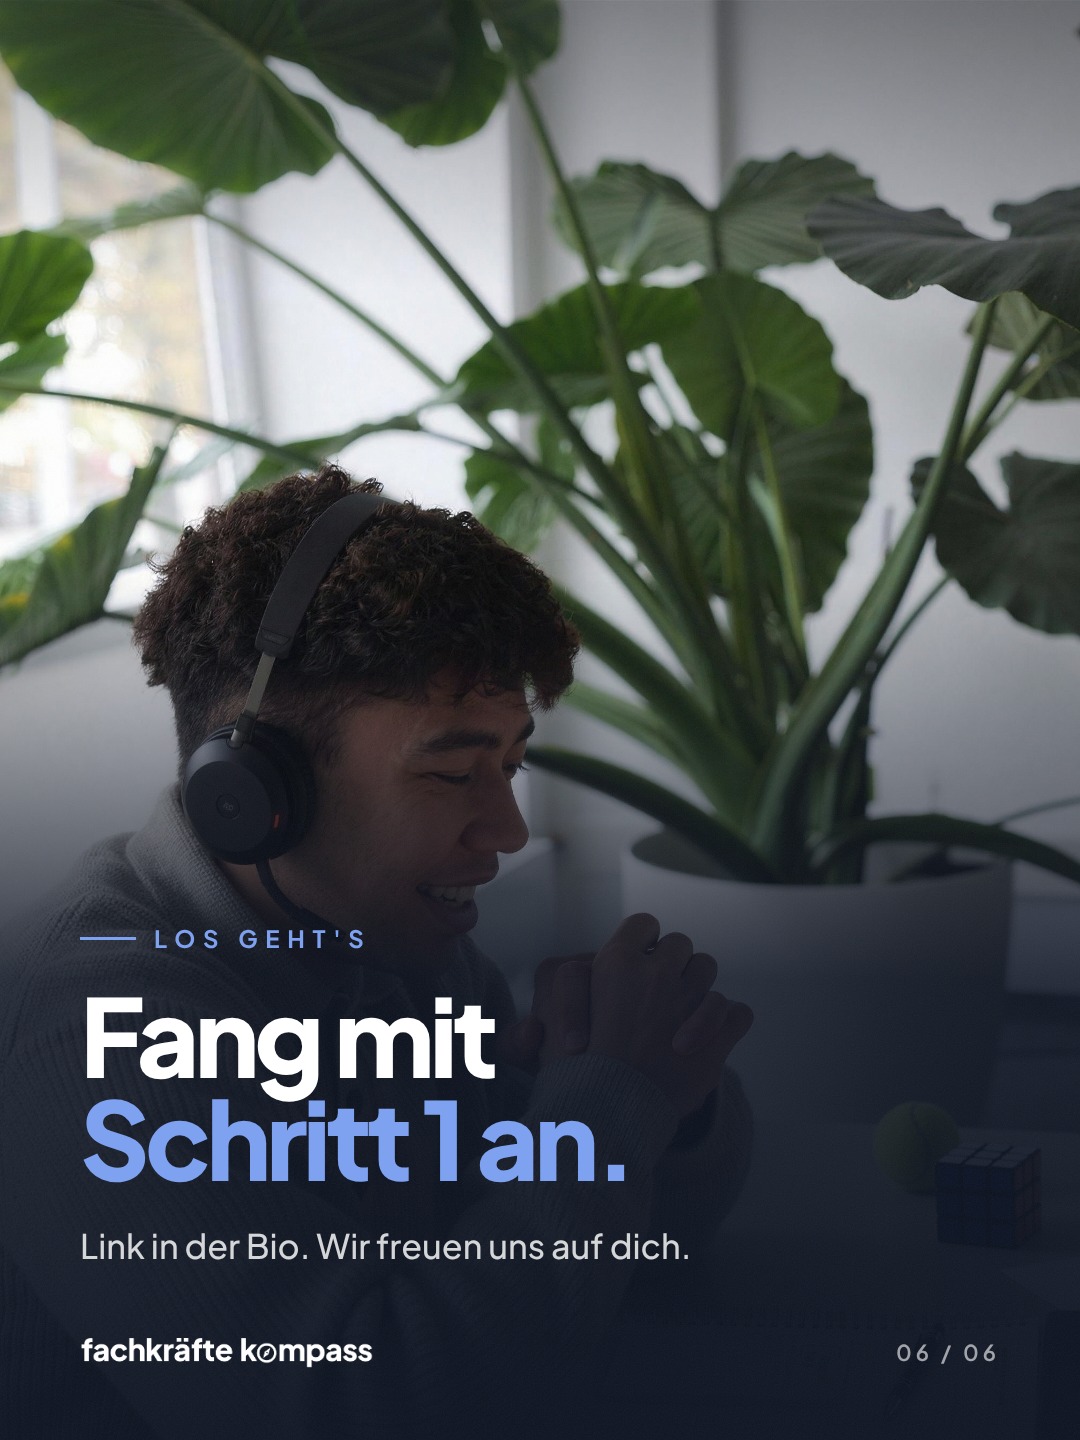 LOS GEHT'S
Fang mit
Schritt 1 an.
Link in der Bio. Wir freuen uns auf dich.
fachkräfte kompass
06 / 06